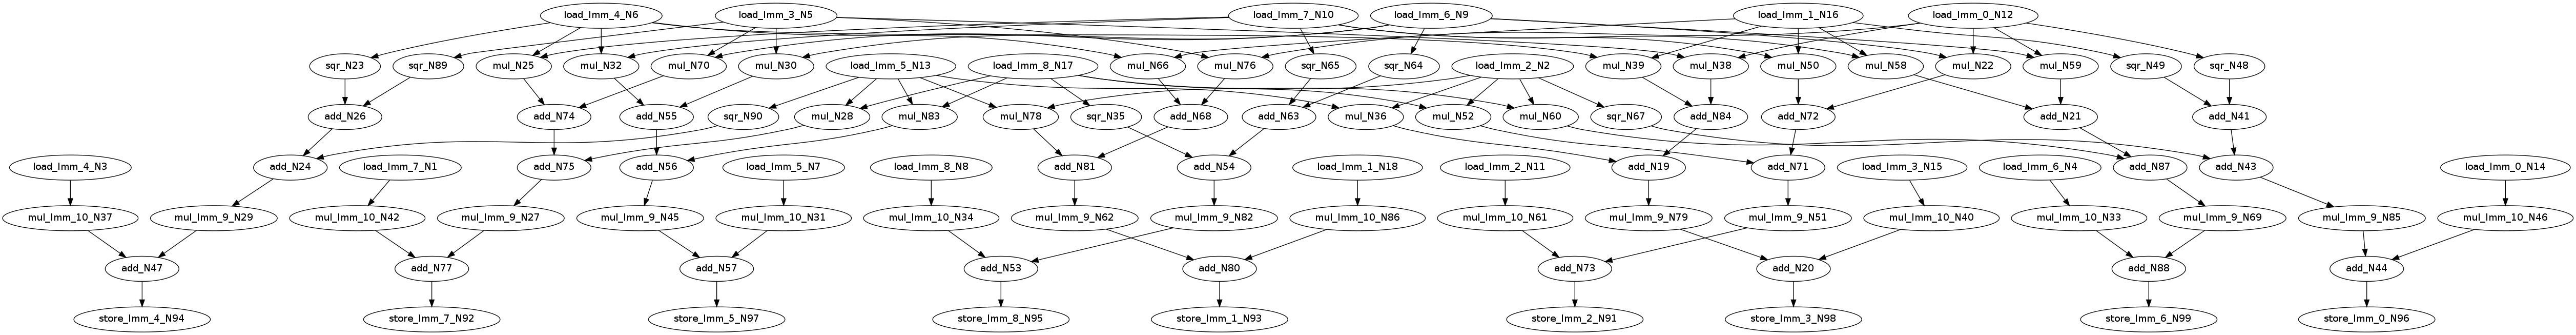 load_Imm_4_N6 load_Imm_3_N5 load_Imm_7_N10 load_Imm_6_N9 load_Imm_1_N16 load_Imm_0_N12
sqr_N23 sqr_N89 mul_N25 mul_N32 mul_N70 mul_N30 load_Imm_5_N13 load_Imm_8_N17 mul_N66 mul_N76 sqr_N65 sqr_N64 load_Imm_2_N2 mul_N39 mul_N38 mul_N50 mul_N58 mul_N22 mul_N59 sqr_N49 sqr_N48
add_N26 add_N74 add_N55 sqr_N90 mul_N28 mul_N83 mul_N78 sqr_N35 add_N68 add_N63 mul_N36 mul_N52 mul_N60 sqr_N67 add_N84 add_N72 add_N21 add_N41
load_Imm_4_N3 add_N24 load_Imm_7_N1 add_N75 add_N56 load_Imm_5_N7 load_Imm_8_N8 add_N81 add_N54 load_Imm_1_N18 load_Imm_2_N11 add_N19 add_N71 load_Imm_3_N15 load_Imm_6_N4 add_N87 add_N43 load_Imm_0_N14
mul_Imm_10_N37 mul_Imm_9_N29 mul_Imm_10_N42 mul_Imm_9_N27 mul_Imm_9_N45 mul_Imm_10_N31 mul_Imm_10_N34 mul_Imm_9_N62 mul_Imm_9_N82 mul_Imm_10_N86 mul_Imm_10_N61 mul_Imm_9_N79 mul_Imm_9_N51 mul_Imm_10_N40 mul_Imm_10_N33 mul_Imm_9_N69 mul_Imm_9_N85 mul_Imm_10_N46
add_N47 add_N77 add_N57 add_N53 add_N80 add_N73 add_N20 add_N88 add_N44
store_Imm_4_N94 store_Imm_7_N92 store_Imm_5_N97 store_Imm_8_N95 store_Imm_1_N93 store_Imm_2_N91 store_Imm_3_N98 store_Imm_6_N99 store_Imm_0_N96